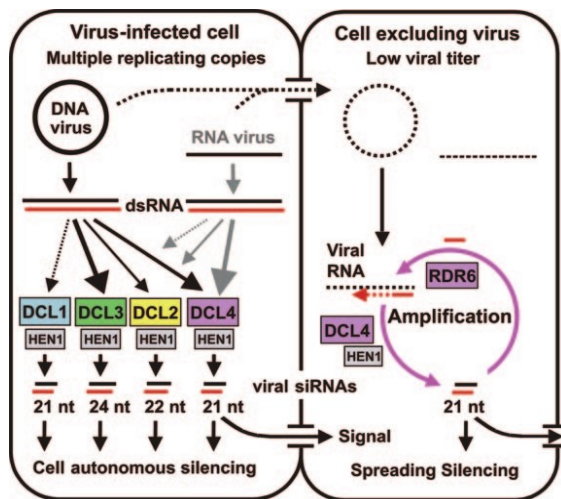 Virus-infected cell
Multiple replicating copies
DNA
virus
RNA virus
dsRNA
DCL1
DCL3
DCL2
DCL4
HEN1
HEN1
HEN1
HEN1
21 nt
24 nt
22 nt
21 nt
viral siRNAs
Cell autonomous silencing
Signal
Cell excluding virus
Low viral titer
Viral
RNA
RDR6
Amplification
DCL4
HEN1
21 nt
Spreading Silencing